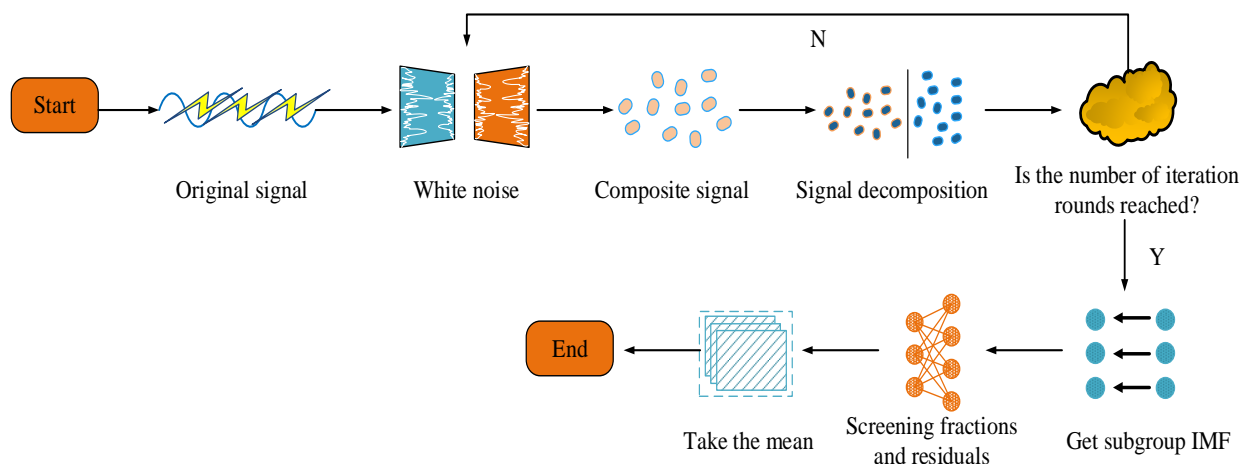 N
Start
Original signal
White noise
Composite signal
Signal decomposition
Is the number of iteration
rounds reached?
Y
End
Take the mean
Screening fractions
and residuals
Get subgroup IMF